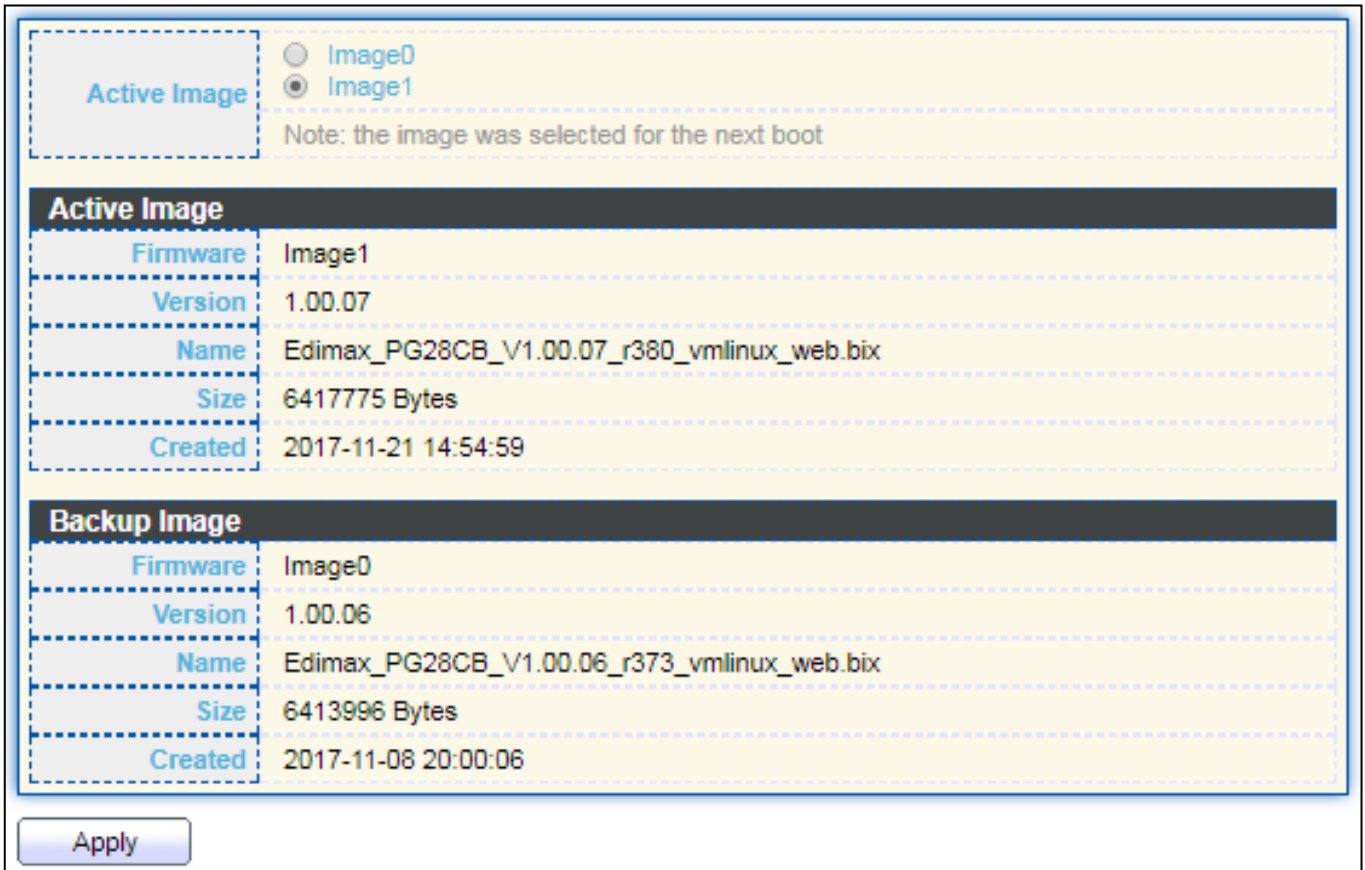 Active Image
Image0
Image1
Note: the image was selected for the next boot
Active Image
Firmware Image1
Version 1.00.07
Name Edimax_PG28CB_V1.00.07_r380_vmlinux_web.bix
Size 6417775 Bytes
Created 2017-11-21 14:54:59
Backup Image
Firmware Image0
Version 1.00.06
Name Edimax_PG28CB_V1.00.06_r373_vmlinux_web.bix
Size 6413996 Bytes
Created 2017-11-08 20:00:06
Apply